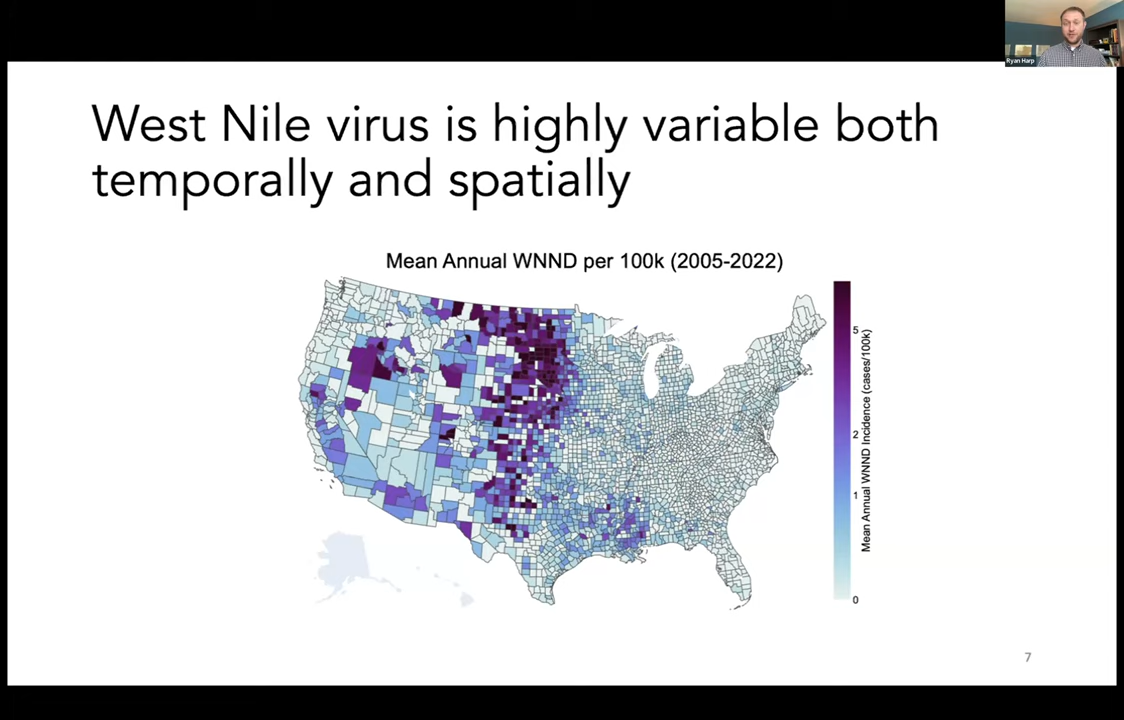 Ryan Harp
West Nile virus is highly variable both
temporally and spatially
Mean Annual WNND per 100k (2005-2022)
5
2
1
0
Mean Annual WNND Incidence (cases/100k)
7